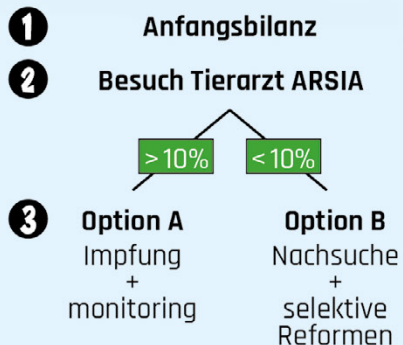 1 Anfangsbilanz
2 Besuch Tierarzt ARSIA
>10% <10%
3 Option A Option B
Impfung Nachsuche
+ +
monitoring selektive
Reformen